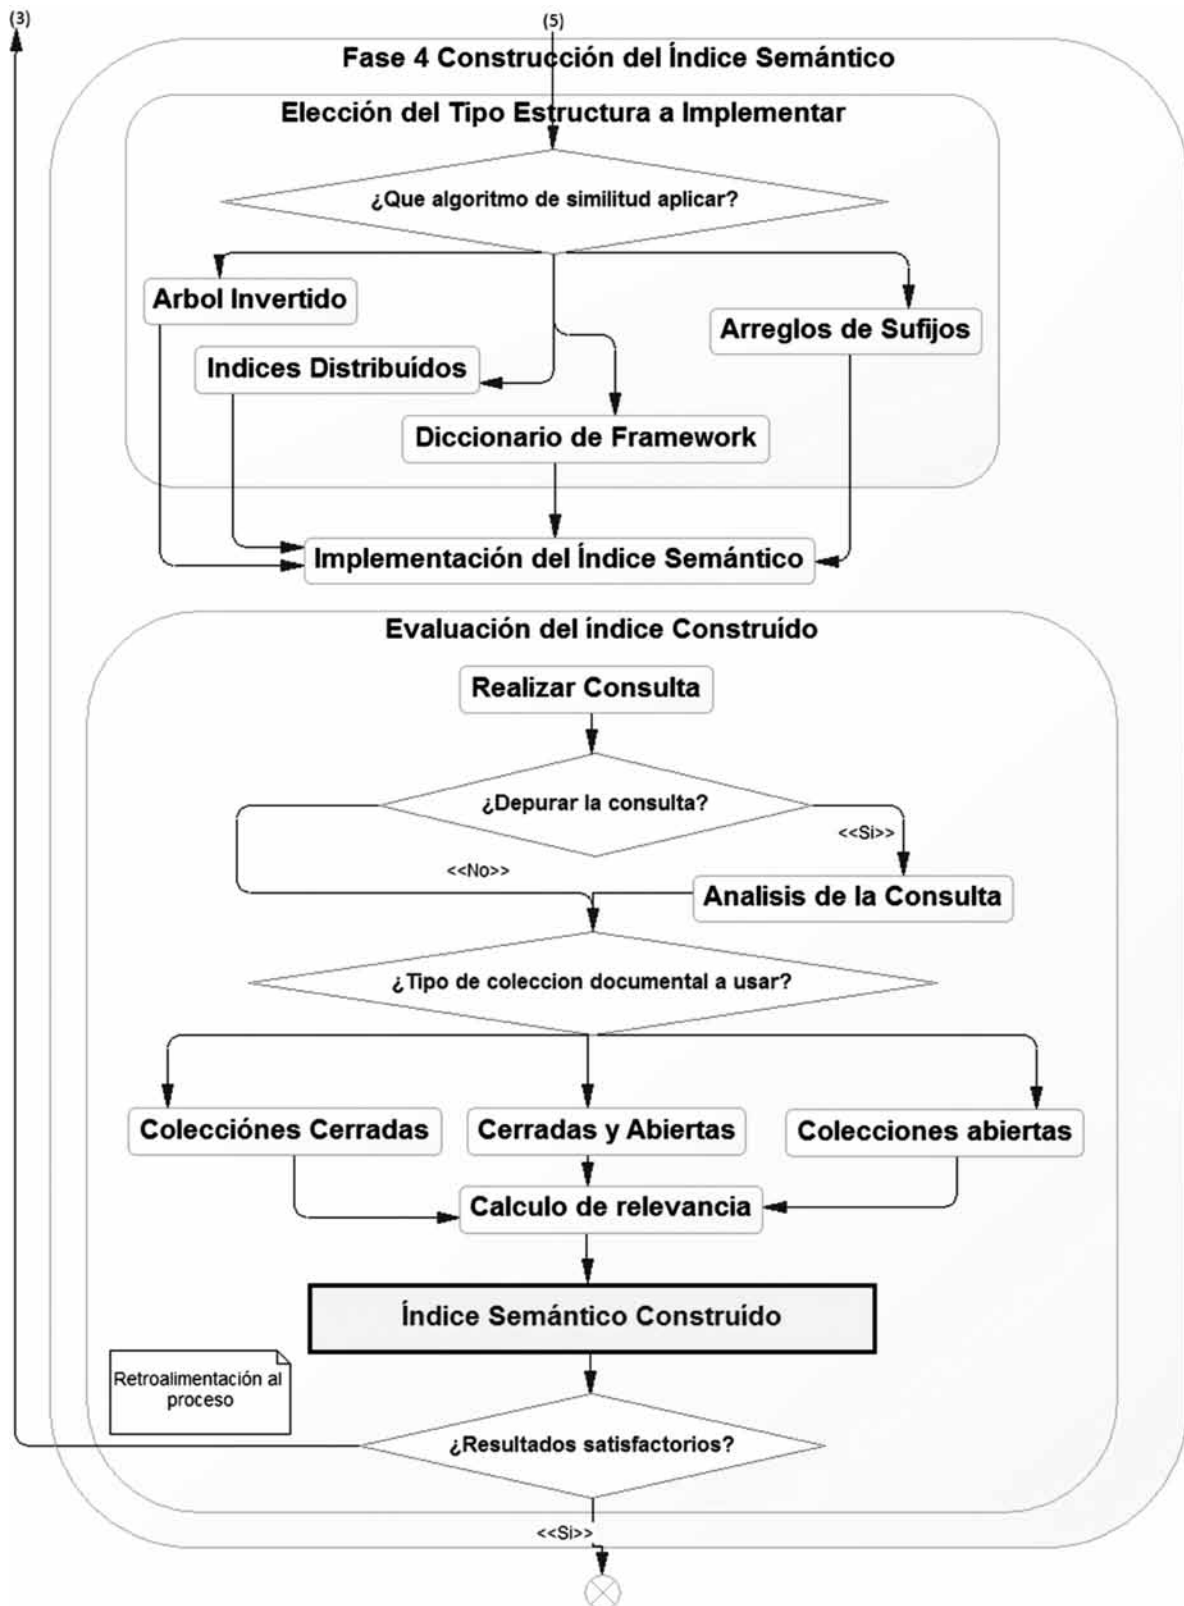 (3)
(5)
Fase 4 Construcción del Índice Semántico
Elección del Tipo Estructura a Implementar
¿Que algoritmo de similitud aplicar?
Arbol Invertido
Arreglos de Sufijos
Indices Distribuídos
Diccionario de Framework
Implementación del Índice Semántico
Evaluación del índice Construído
Realizar Consulta
¿Depurar la consulta?
<<Si>>
<<No>>
Analisis de la Consulta
¿Tipo de coleccion documental a usar?
Colecciónes Cerradas
Cerradas y Abiertas
Colecciones abiertas
Calculo de relevancia
Índice Semántico Construído
Retroalimentación al
proceso
¿Resultados satisfactorios?
<<Si>>